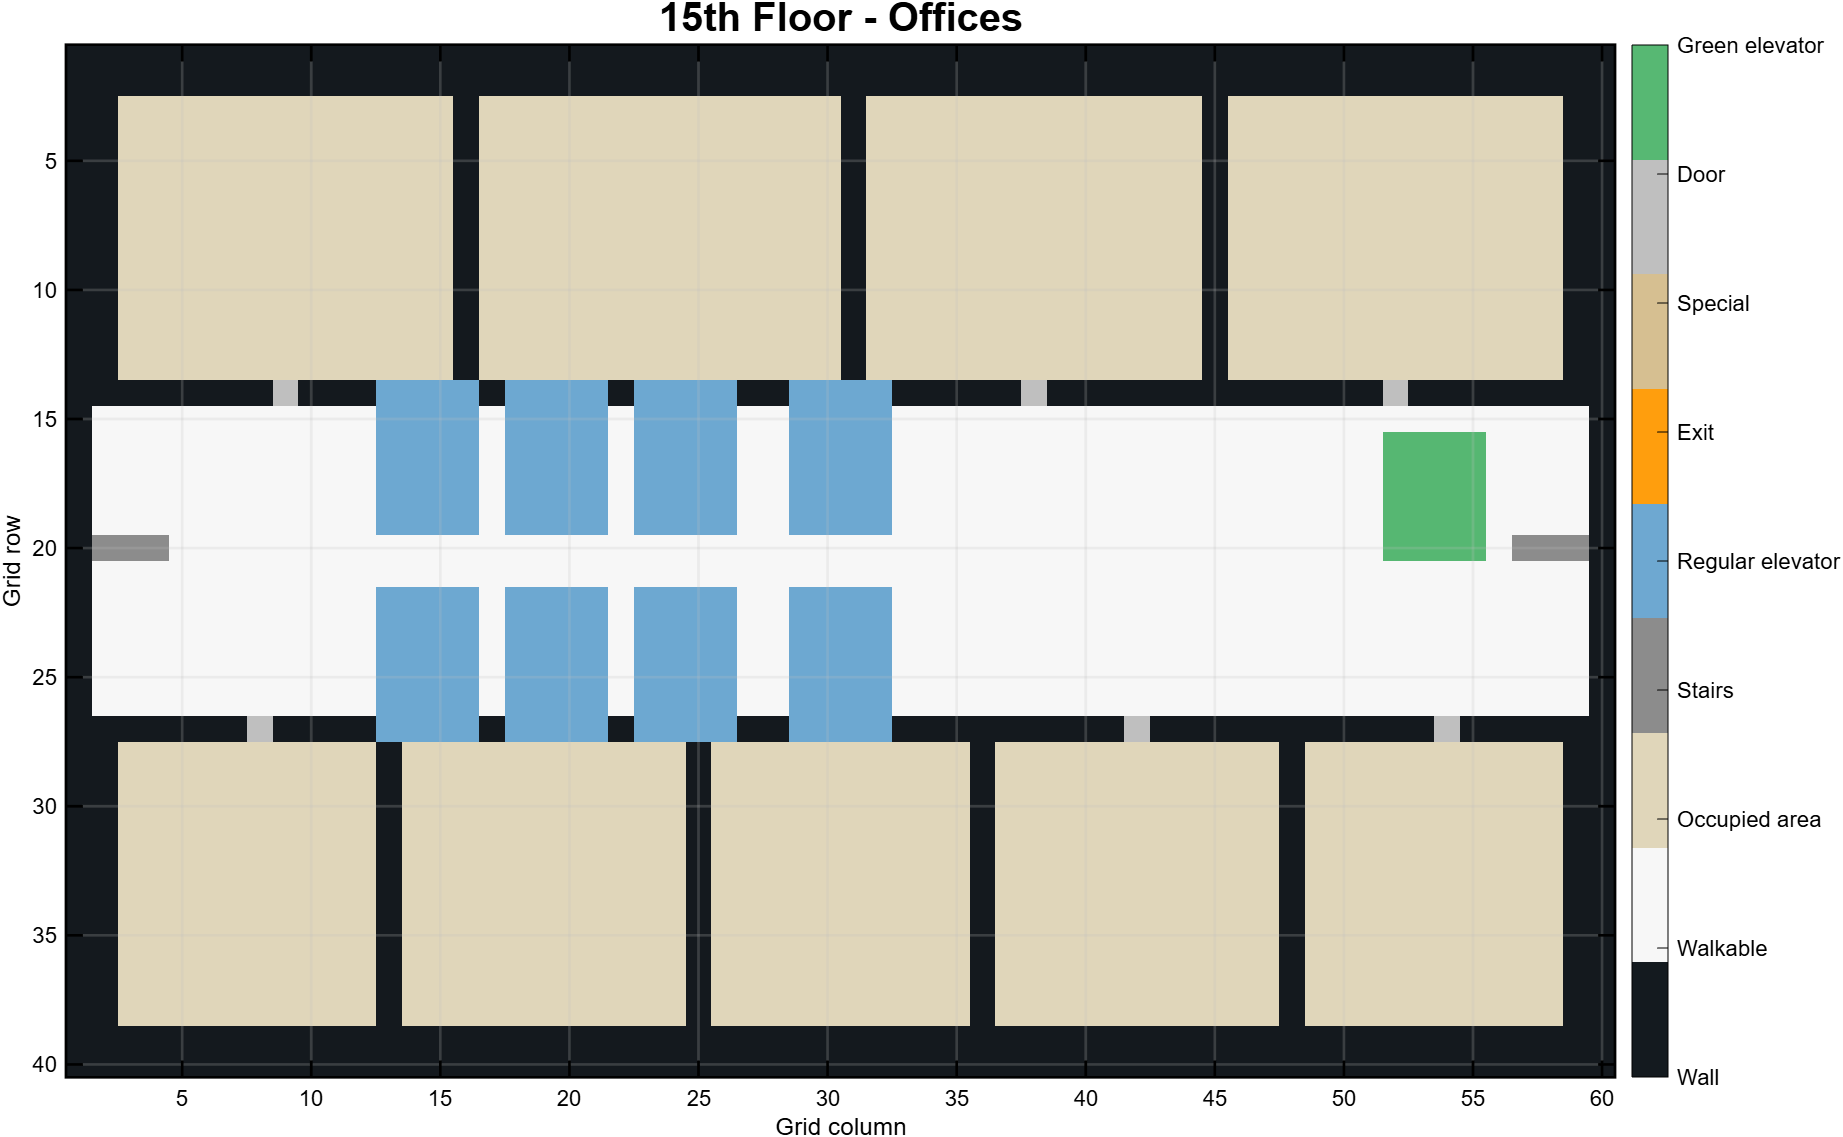 15th Floor - Offices
Green elevator
Door
Special
Exit
Regular elevator
Stairs
Occupied area
Walkable
Wall
Grid row
5
10
15
20
25
30
35
40
5 10 15 20 25 30 35 40 45 50 55 60
Grid column